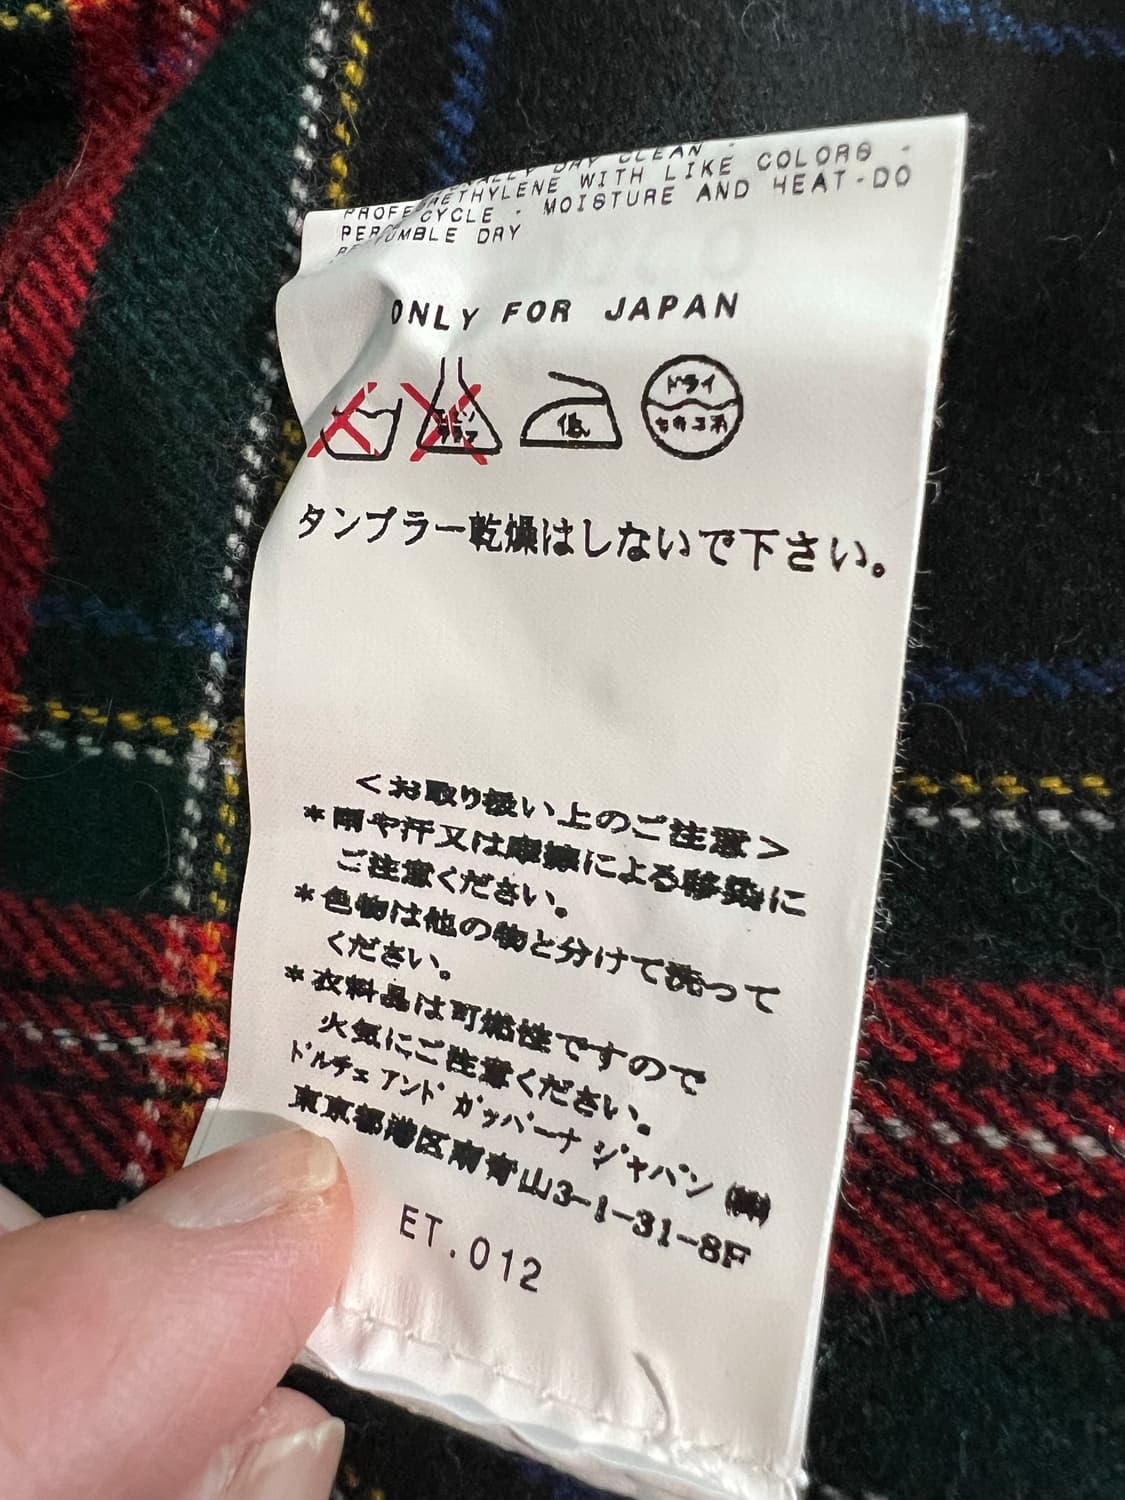 DRY CLEAN -
WITH LIKE COLORS -
CYCLE - MOISTURE AND HEAT-DO
DRY
ONLY FOR JAPAN
低
ドライ
セキユ系
タンブラー乾燥はしないで下さい。
<お取り扱い上のご注意>
*雨や汗又は摩擦による移染に
ご注意ください。
*色物は他の物と分けて洗って
ください。
*衣料品は可燃性ですので
火気にご注意ください。
ドルチェ アンド ガッバーナ ジャパン ㈱
東京都港区南青山3-1-31-8F
ET.012